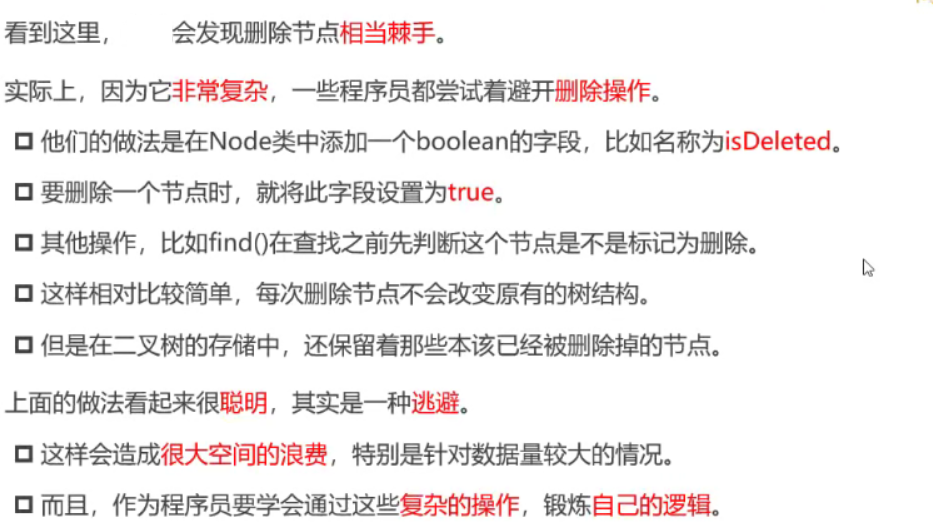 看到这里， 会发现删除节点相当棘手。
实际上，因为它非常复杂，一些程序员都尝试着避开删除操作。
他们的做法是在Node类中添加一个boolean的字段，比如名称为isDeleted。
要删除一个节点时，就将此字段设置为true。
其他操作，比如find()在查找之前先判断这个节点是不是标记为删除。
这样相对比较简单，每次删除节点不会改变原有的树结构。
但是在二叉树的存储中，还保留着那些本该已经被删除掉的节点。
上面的做法看起来很聪明，其实是一种逃避。
这样会造成很大空间的浪费，特别是针对数据量较大的情况。
而且，作为程序员要学会通过这些复杂的操作，锻炼自己的逻辑。